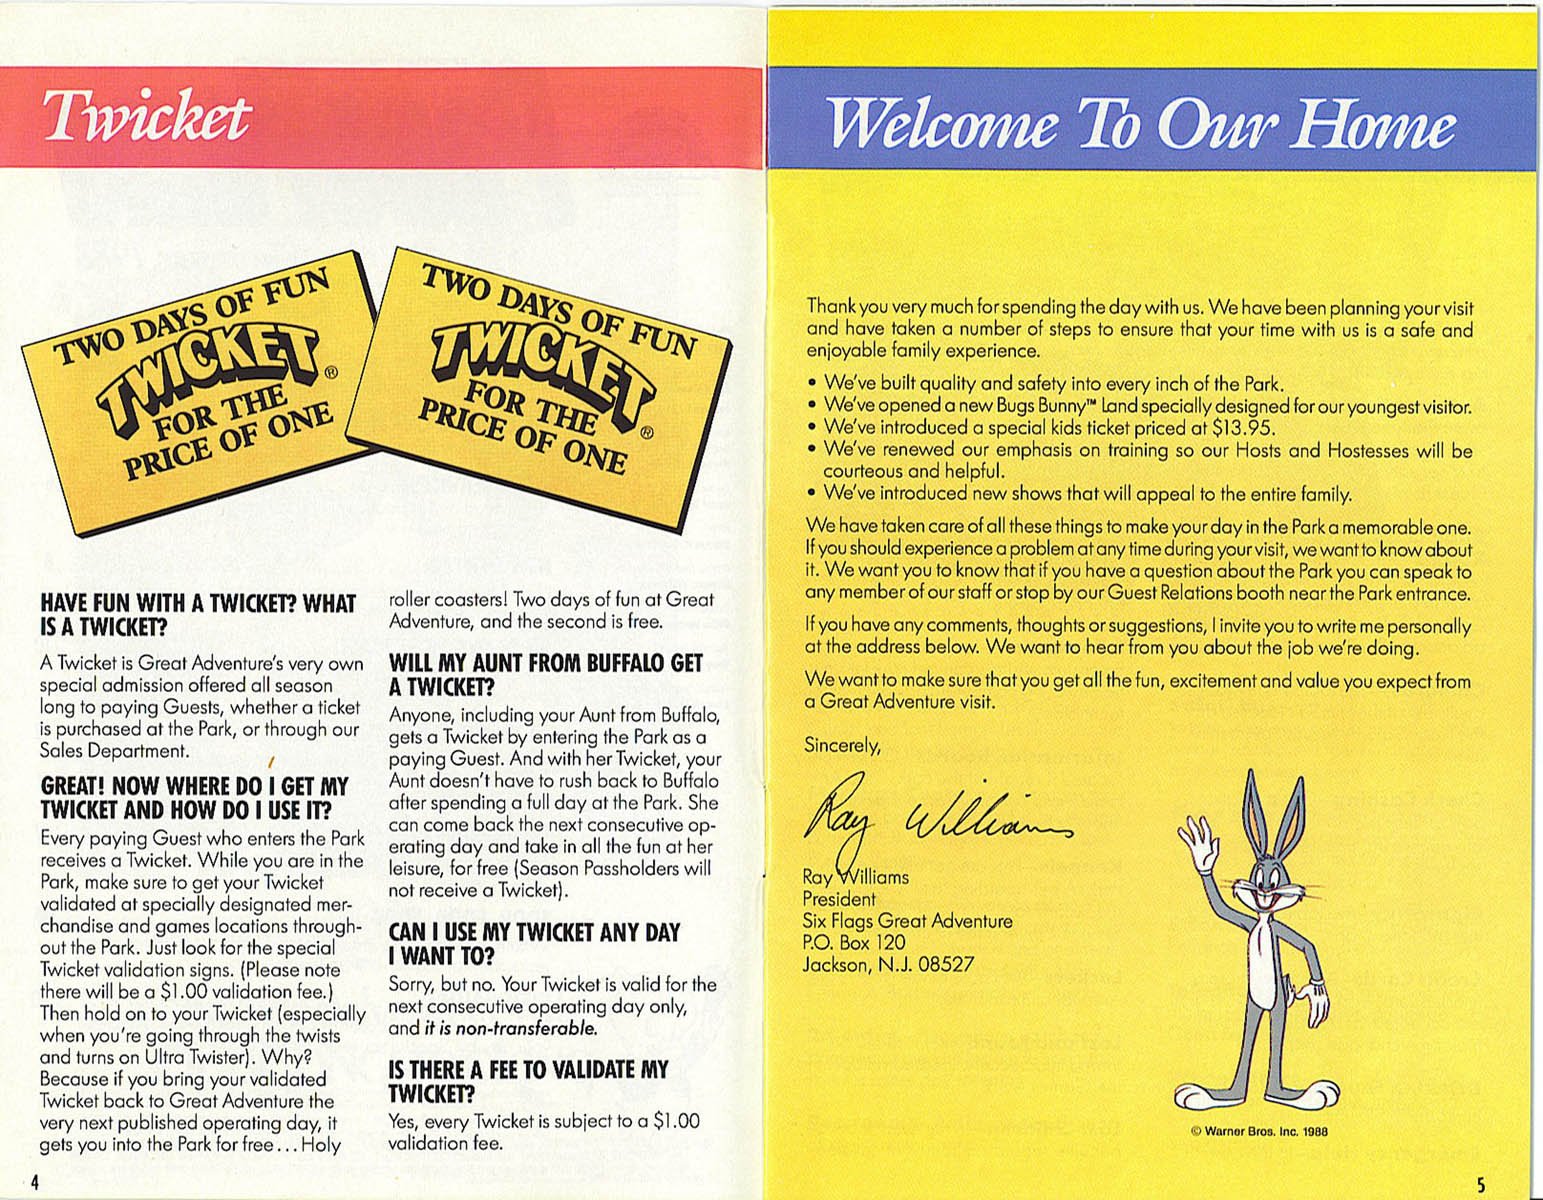 Twicket
TWO DAYS OF FUN
TWICKET®
FOR THE
PRICE OF ONE
TWO DAYS OF FUN
TWICKET®
FOR THE
PRICE OF ONE
HAVE FUN WITH A TWICKET? WHAT
IS A TWICKET?
A Twicket is Great Adventure's very own
special admission offered all season
long to paying Guests, whether a ticket
is purchased at the Park, or through our
Sales Department.
GREAT! NOW WHERE DO I GET MY
TWICKET AND HOW DO I USE IT?
Every paying Guest who enters the Park
receives a Twicket. While you are in the
Park, make sure to get your Twicket
validated at specially designated mer-
chandise and games locations through-
out the Park. Just look for the special
Twicket validation signs. (Please note
there will be a $1.00 validation fee.)
Then hold on to your Twicket (especially
when you're going through the twists
and turns on Ultra Twister). Why?
Because if you bring your validated
Twicket back to Great Adventure the
very next published operating day, it
gets you into the Park for free... Holy
roller coasters! Two days of fun at Great
Adventure, and the second is free.
WILL MY AUNT FROM BUFFALO GET
A TWICKET?
Anyone, including your Aunt from Buffalo,
gets a Twicket by entering the Park as a
paying Guest. And with her Twicket, your
Aunt doesn't have to rush back to Buffalo
after spending a full day at the Park. She
can come back the next consecutive op-
erating day and take in all the fun at her
leisure, for free (Season Passholders will
not receive a Twicket).
CAN I USE MY TWICKET ANY DAY
I WANT TO?
Sorry, but no. Your Twicket is valid for the
next consecutive operating day only,
and it is non-transferable.
IS THERE A FEE TO VALIDATE MY
TWICKET?
Yes, every Twicket is subject to a $1.00
validation fee.
4
Welcome To Our Home
Thank you very much for spending the day with us. We have been planning your visit
and have taken a number of steps to ensure that your time with us is a safe and
enjoyable family experience.
• We've built quality and safety into every inch of the Park.
• We've opened a new Bugs Bunny™ Land specially designed for our youngest visitor.
• We've introduced a special kids ticket priced at $13.95.
• We've renewed our emphasis on training so our Hosts and Hostesses will be
courteous and helpful.
• We've introduced new shows that will appeal to the entire family.
We have taken care of all these things to make your day in the Park a memorable one.
If you should experience a problem at any time during your visit, we want to know about
it. We want you to know that if you have a question about the Park you can speak to
any member of our staff or stop by our Guest Relations booth near the Park entrance.
If you have any comments, thoughts or suggestions, I invite you to write me personally
at the address below. We want to hear from you about the job we're doing.
We want to make sure that you get all the fun, excitement and value you expect from
a Great Adventure visit.
Sincerely,
Ray Williams
Ray Williams
President
Six Flags Great Adventure
P.O. Box 120
Jackson, N.J. 08527
© Warner Bros. Inc. 1988
5